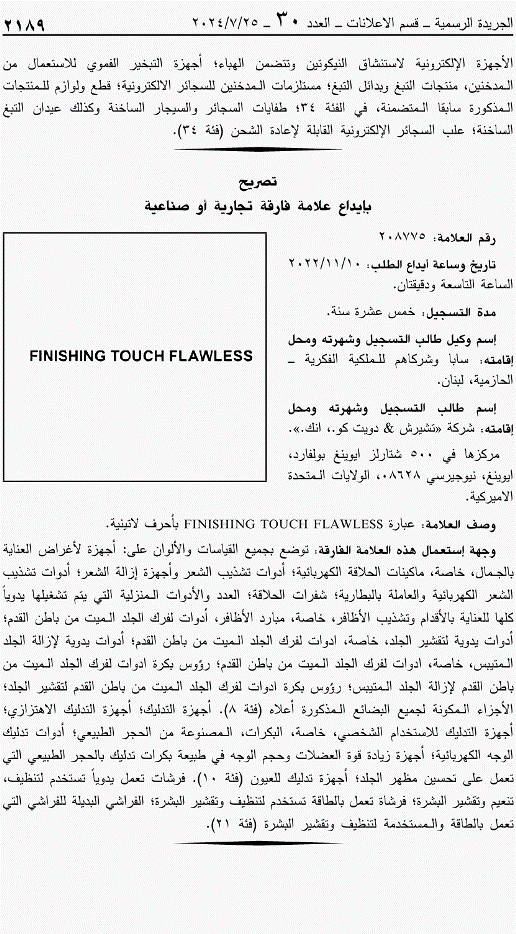 الجريدة الرسمية ــ قسم الاعلانات ــ العدد ٣٠ ــ ٢٠٢٤/٧/٢٥
٢١٨٩
الأجهزة الإلكترونية لاستنشاق النيكوتين وتتضمن الهباء؛ أجهزة التبخير الفموي للاستعمال من
المدخنين، منتجات التبغ وبدائل التبغ؛ مستلزمات المدخنين للسجائر الالكترونية؛ قطع ولوازم للمنتجات
المذكورة سابقا المتضمنة، في الفئة ٣٤؛ طفايات السجائر والسيجار الساخنة وكذلك عيدان التبغ
الساخنة؛ علب السجائر الإلكترونية القابلة لإعادة الشحن (فئة ٣٤).
تصريح
بإيداع علامة فارقة تجارية أو صناعية
رقم العلامة: ٢٠٨٧٧٥
تاريخ وساعة أيداع الطلب: ٢٠٢٢/١١/١٠
الساعة التاسعة ودقيقتان.
مدة التسجيل: خمس عشرة سنة.
إسم وكيل طالب التسجيل وشهرته ومحل
إقامته: سابا وشركاهم للملكية الفكرية ــ
الحازمية، لبنان.
إسم طالب التسجيل وشهرته ومحل
إقامته: شركة «تشيرش & دويت كو.، انك.».
مركزها في ٥٠٠ شتارلز ايوينغ بولفارد،
ايوينغ، نيوجيرسي ٠٨٦٢٨، الولايات المتحدة
الاميركية.
FINISHING TOUCH FLAWLESS
وصف العلامة: عبارة FINISHING TOUCH FLAWLESS بأحرف لاتينية.
وجهة إستعمال هذه العلامة الفارقة: توضع بجميع القياسات والألوان على: أجهزة لأغراض العناية
بالجمال، خاصة، ماكينات الحلاقة الكهربائية؛ أدوات تشذيب الشعر وأجهزة إزالة الشعر؛ أدوات تشذيب
الشعر الكهربائية والعاملة بالبطارية؛ شفرات الحلاقة؛ العدد والأدوات المنزلية التي يتم تشغيلها يدوياً
كلها للعناية بالأقدام وتشذيب الأظافر، خاصة، مبارد الأظافر، أدوات لفرك الجلد الميت من باطن القدم؛
أدوات يدوية لتقشير الجلد، خاصة، ادوات لفرك الجلد الميت من باطن القدم؛ أدوات يدوية لإزالة الجلد
المتيبس، خاصة، ادوات لفرك الجلد الميت من باطن القدم؛ رؤوس بكرة ادوات لفرك الجلد الميت من
باطن القدم لإزالة الجلد المتيبس؛ رؤوس بكرة ادوات لفرك الجلد الميت من باطن القدم لتقشير الجلد؛
الأجزاء المكونة لجميع البضائع المذكورة أعلاه (فئة ٨). أجهزة التدليك؛ أجهزة التدليك الاهتزازي؛
أجهزة التدليك للاستخدام الشخصي، خاصة، البكرات، المصنوعة من الحجر الطبيعي؛ أدوات تدليك
الوجه الكهربائية؛ أجهزة زيادة قوة العضلات وحجم الوجه في طبيعة بكرات تدليك بالحجر الطبيعي التي
تعمل على تحسين مظهر الجلد؛ أجهزة تدليك للعيون (فئة ١٠). فرشات تعمل يدوياً تستخدم لتنظيف،
تنعيم وتقشير البشرة؛ فرشاة تعمل بالطاقة تستخدم لتنظيف وتقشير البشرة؛ الفراشي البديلة للفراشي التي
تعمل بالطاقة والمستخدمة لتنظيف وتقشير البشرة (فئة ٢١).